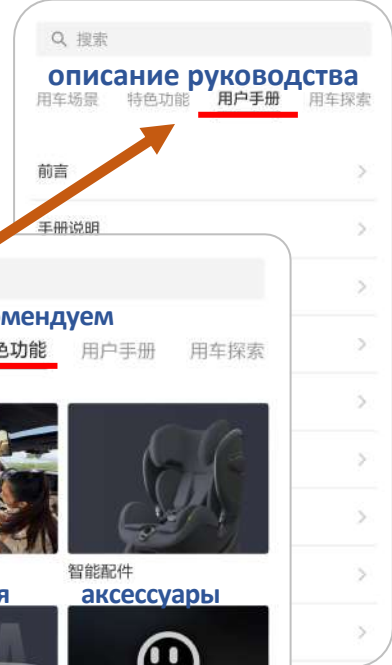 搜索
описание руководства
用车场景 特色功能 用户手册 用车探索
前言
手册说明
мендуем
色功能 用户手册 用车探索
智能配件
я аксессуары